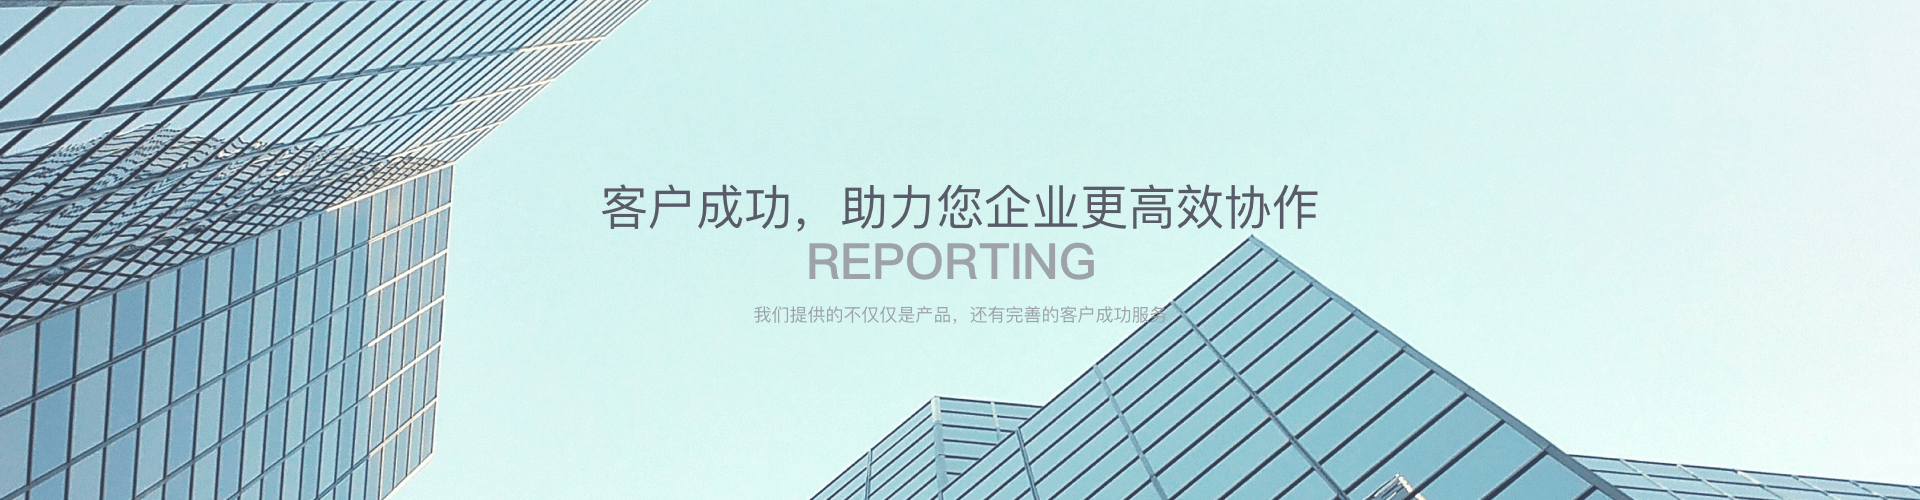 客户成功，助力您企业更高效协作
REPORTING
我们提供的不仅仅是产品，还有完善的客户成功服务